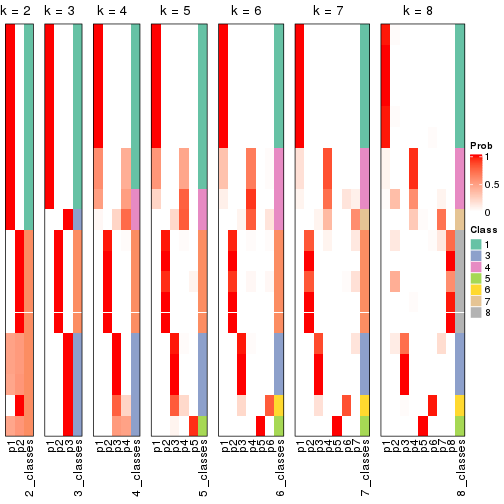 k = 2 k = 3 k = 4 k = 5 k = 6 k = 7 k = 8
Prob
1
0.5
0
Class
1
3
4
5
6
7
8
p1 p2 2_classes
p1 p2 p3 3_classes
p1 p2 p3 p4 4_classes
p1 p2 p3 p4 p5 5_classes
p1 p2 p3 p4 p5 p6 6_classes
p1 p2 p3 p4 p5 p6 p7 7_classes
p1 p2 p3 p4 p5 p6 p7 p8 8_classes